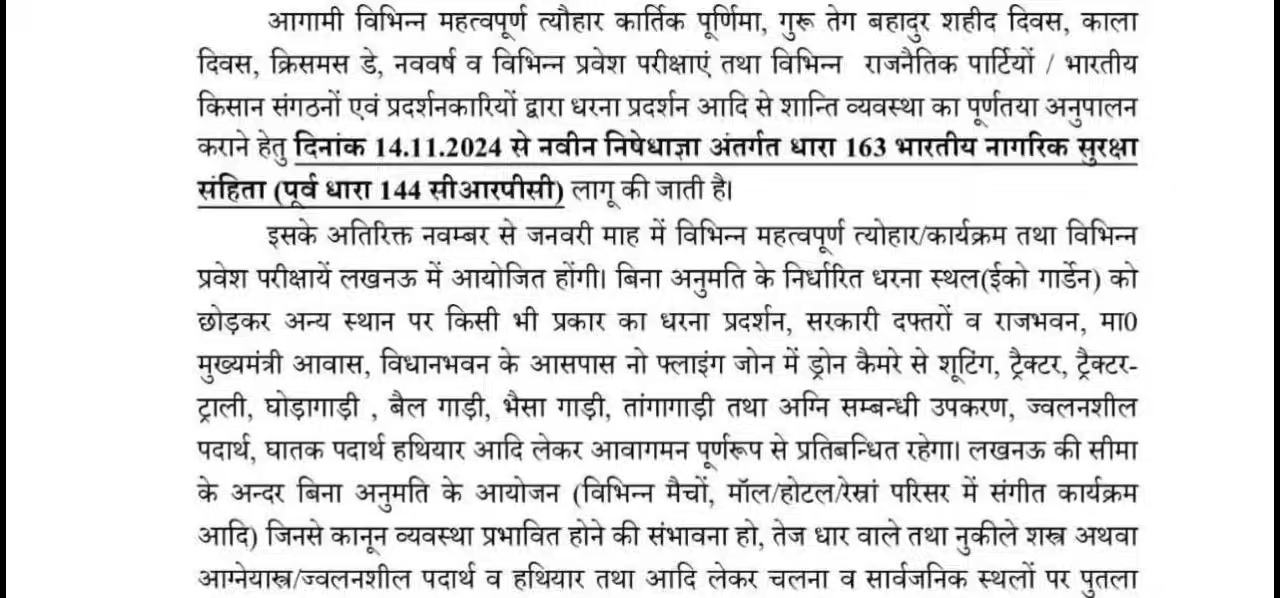 आगामी विभिन्न महत्वपूर्ण त्यौहार कार्तिक पूर्णिमा, गुरू तेग बहादुर शहीद दिवस, काला
दिवस, क्रिसमस डे, नववर्ष व विभिन्न प्रवेश परीक्षाएं तथा विभिन्न राजनैतिक पार्टियों / भारतीय
किसान संगठनों एवं प्रदर्शनकारियों द्वारा धरना प्रदर्शन आदि से शान्ति व्यवस्था का पूर्णतया अनुपालन
कराने हेतु दिनांक 14.11.2024 से नवीन निषेधाज्ञा अंतर्गत धारा 163 भारतीय नागरिक सुरक्षा
संहिता (पूर्व धारा 144 सीआरपीसी) लागू की जाती है।
इसके अतिरिक्त नवम्बर से जनवरी माह में विभिन्न महत्वपूर्ण त्योहार/कार्यक्रम तथा विभिन्न
प्रवेश परीक्षायें लखनऊ में आयोजित होंगी। बिना अनुमति के निर्धारित धरना स्थल(ईको गार्डेन) को
छोड़कर अन्य स्थान पर किसी भी प्रकार का धरना प्रदर्शन, सरकारी दफ्तरों व राजभवन, मा0
मुख्यमंत्री आवास, विधानभवन के आसपास नो फ्लाइंग जोन में ड्रोन कैमरे से शूटिंग, ट्रैक्टर, ट्रैक्टर-
ट्राली, घोड़ागाड़ी , बैल गाड़ी, भैसा गाड़ी, तांगागाड़ी तथा अग्नि सम्बन्धी उपकरण, ज्वलनशील
पदार्थ, घातक पदार्थ हथियार आदि लेकर आवागमन पूर्णरूप से प्रतिबन्धित रहेगा। लखनऊ की सीमा
के अन्दर बिना अनुमति के आयोजन (विभिन्न मैचों, मॉल/होटल/रेस्रां परिसर में संगीत कार्यक्रम
आदि) जिनसे कानून व्यवस्था प्रभावित होने की संभावना हो, तेज धार वाले तथा नुकीले शस्त्र अथवा
आग्नेयास्त्र/ज्वलनशील पदार्थ व हथियार तथा आदि लेकर चलना व सार्वजनिक स्थलों पर पुतला